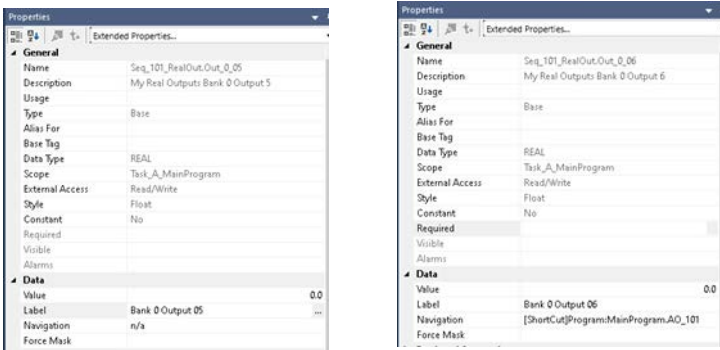 Properties
Extended Properties...
General
Name Seq_101_RealOut.Out_0_05
Description My Real Outputs Bank 0 Output 5
Usage
Type Base
Alias For
Base Tag
Data Type REAL
Scope Task_A_MainProgram
External Access Read/Write
Style Float
Constant No
Required
Visible
Alarms
Data
Value 0.0
Label Bank 0 Output 05 ...
Navigation n/a
Force Mask
Properties
Extended Properties...
General
Name Seq_101_RealOut.Out_0_06
Description My Real Outputs Bank 0 Output 6
Usage
Type Base
Alias For
Base Tag
Data Type REAL
Scope Task_A_MainProgram
External Access Read/Write
Style Float
Constant No
Required
Visible
Alarms
Data
Value 0.0
Label Bank 0 Output 06
Navigation [ShortCut]Program:MainProgram.AO_101
Force Mask